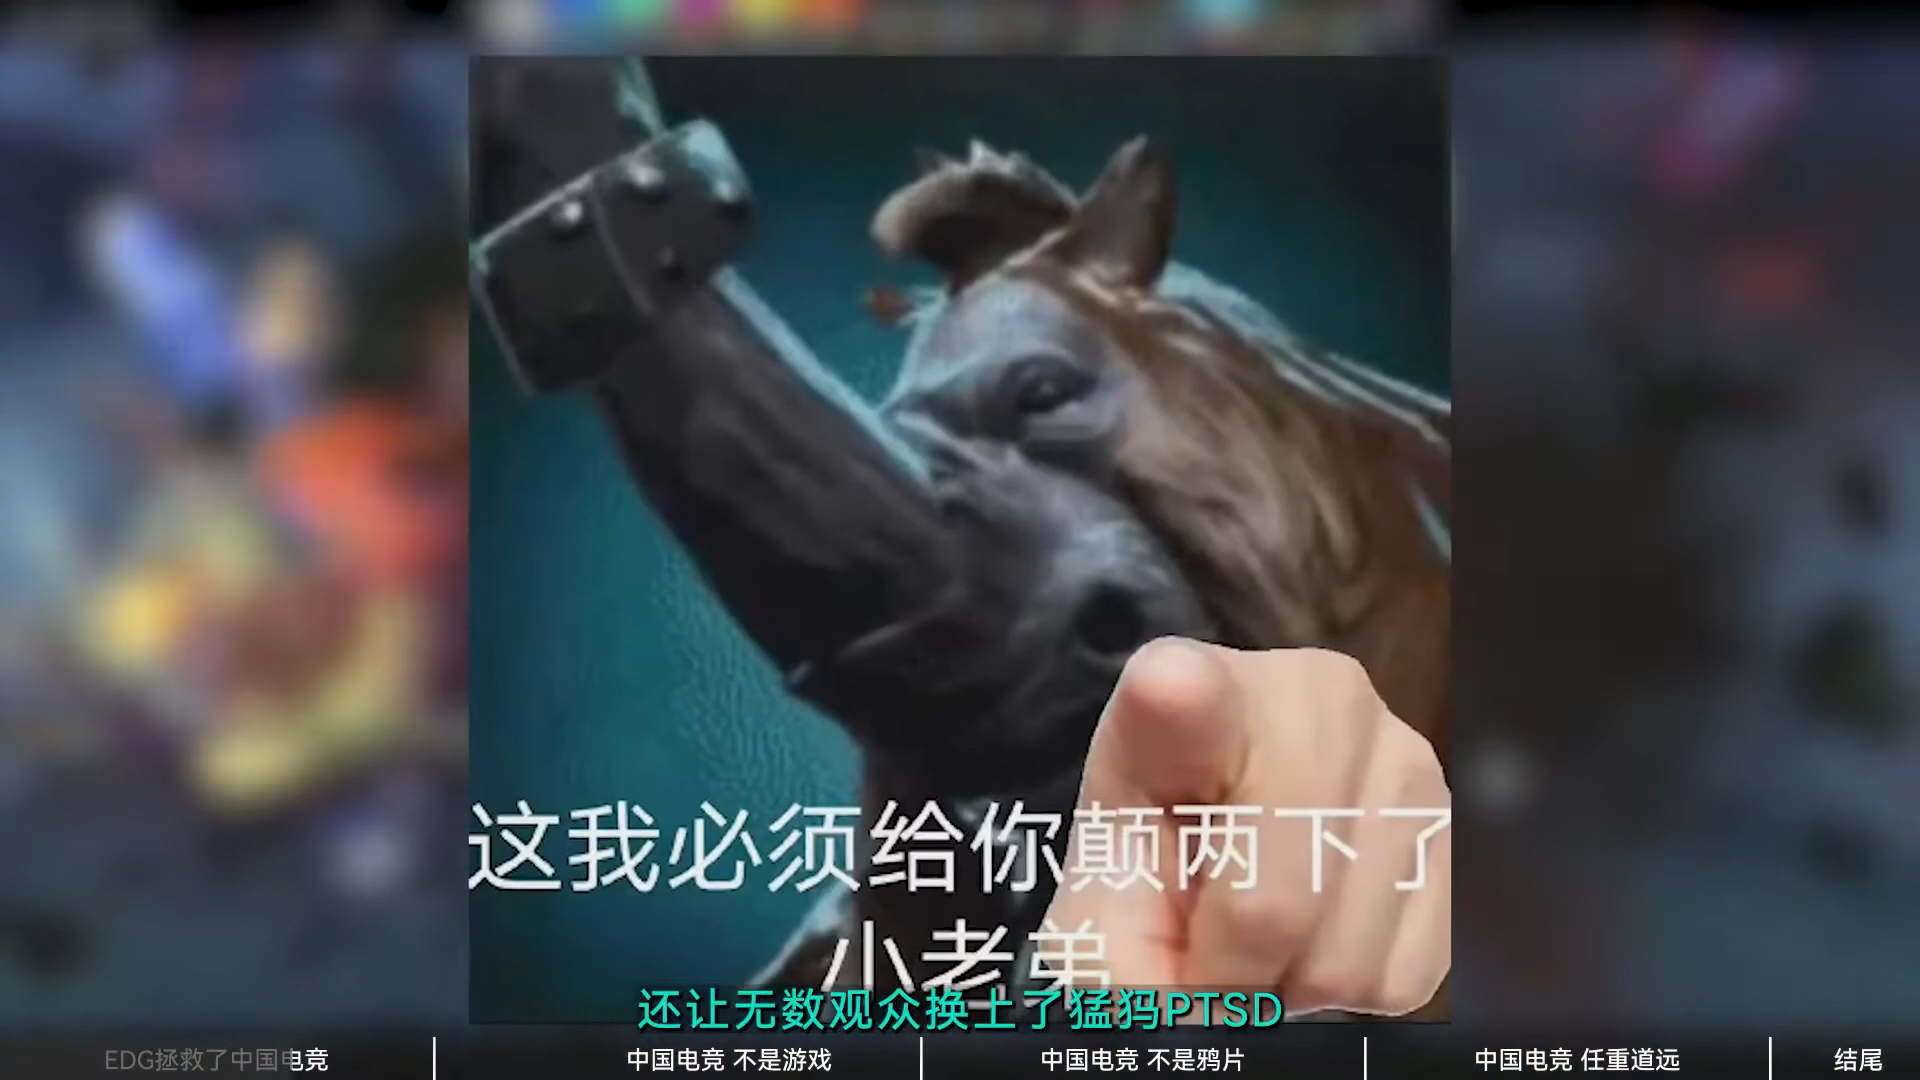 这我必须给你颠两下了
小老弟
还让无数观众换上了猛犸PTSD
EDG拯救了中国电竞
中国电竞 不是游戏
中国电竞 不是鸦片
中国电竞 任重道远
结尾